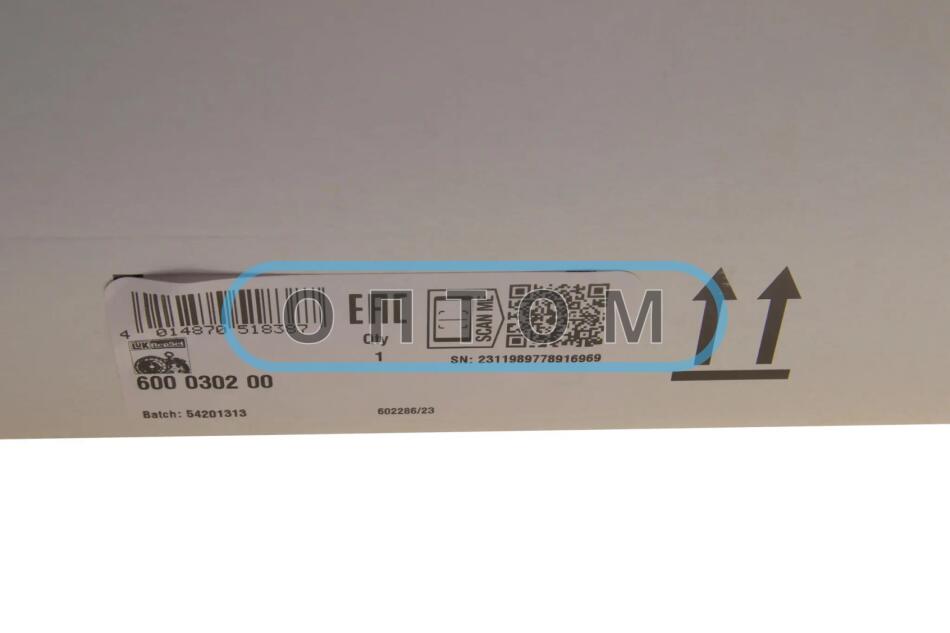 ОПТОМ
EAC
SCAN ME
4 014870 518387
Qty
1
SN: 2311989778916969
LUK
600 0302 00
Batch: 54201313
602286/23